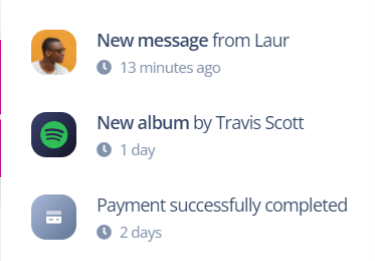 New message from Laur
13 minutes ago
New album by Travis Scott
1 day
Payment successfully completed
2 days